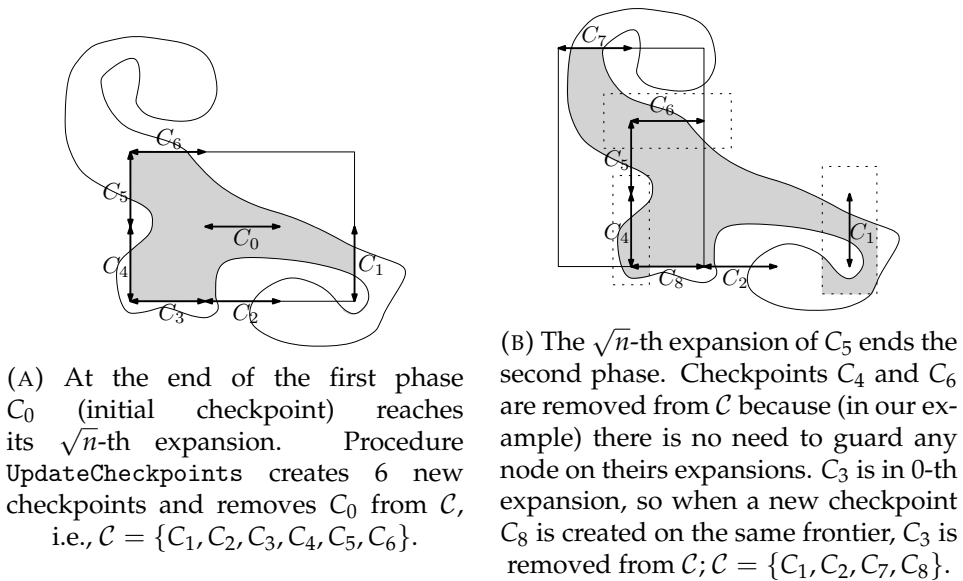 C₆
C₅
C₀
C₄
C₁
C₃
C₂
(A) At the end of the first phase
C₀ (initial checkpoint) reaches
its √n-th expansion. Procedure
UpdateCheckpoints creates 6 new
checkpoints and removes C₀ from 𝒞,
i.e., 𝒞 = {C₁, C₂, C₃, C₄, C₅, C₆}.
C₇
C₆
C₅
C₄
C₁
C₈
C₂
(B) The √n-th expansion of C₅ ends the
second phase. Checkpoints C₄ and C₆
are removed from 𝒞 because (in our ex-
ample) there is no need to guard any
node on theirs expansions. C₃ is in 0-th
expansion, so when a new checkpoint
C₈ is created on the same frontier, C₃ is
removed from 𝒞; 𝒞 = {C₁, C₂, C₇, C₈}.